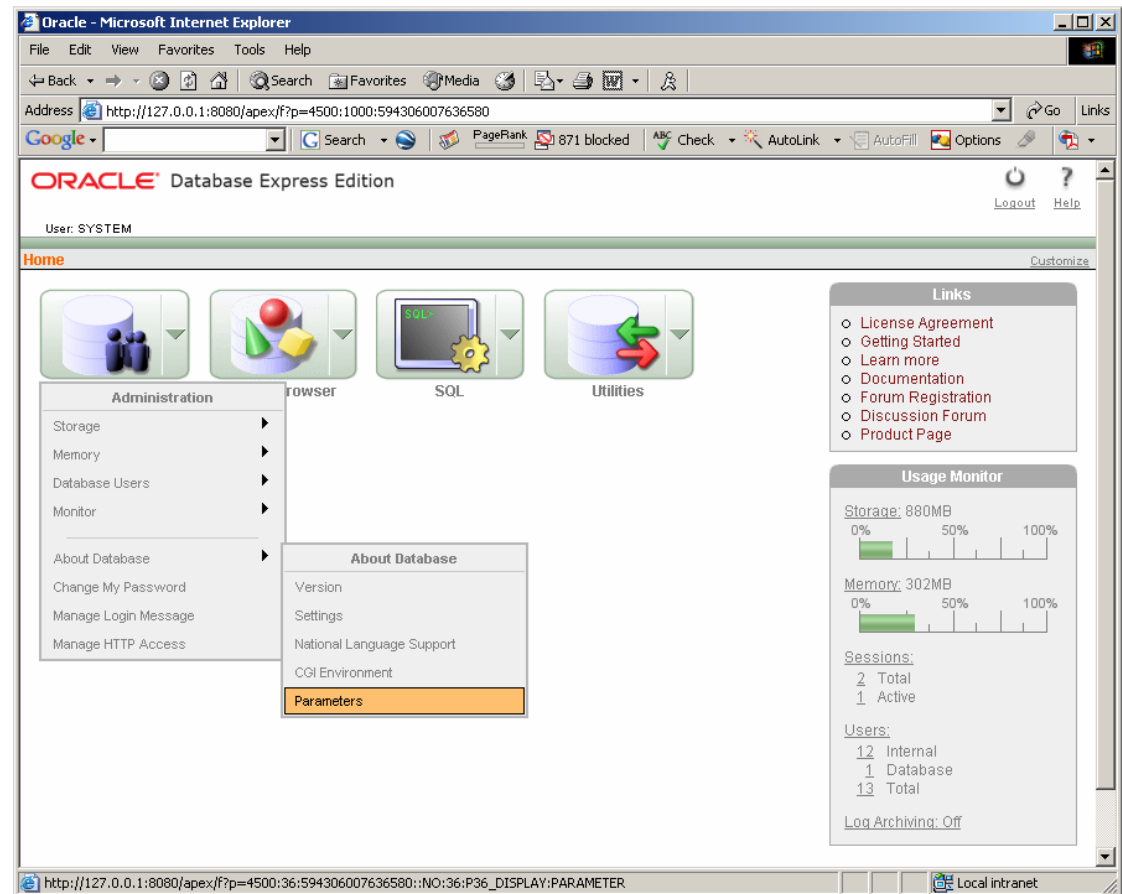 Oracle - Microsoft Internet Explorer
File Edit View Favorites Tools Help
Back Search Favorites Media
Address http://127.0.0.1:8080/apex/f?p=4500:1000:594306007636580 Go Links
Google Search PageRank 871 blocked ABC Check AutoLink AutoFill Options
ORACLE Database Express Edition
Logout Help
User: SYSTEM
Home Customize
SQL>
rowser SQL Utilities
Administration
Storage
Memory
Database Users
Monitor
About Database
Change My Password
Manage Login Message
Manage HTTP Access
About Database
Version
Settings
National Language Support
CGI Environment
Parameters
Links
License Agreement
Getting Started
Learn more
Documentation
Forum Registration
Discussion Forum
Product Page
Usage Monitor
Storage: 880MB
0% 50% 100%
Memory: 302MB
0% 50% 100%
Sessions:
2 Total
1 Active
Users:
12 Internal
1 Database
13 Total
Log Archiving: Off
http://127.0.0.1:8080/apex/f?p=4500:36:594306007636580::NO:36:P36_DISPLAY:PARAMETER Local intranet